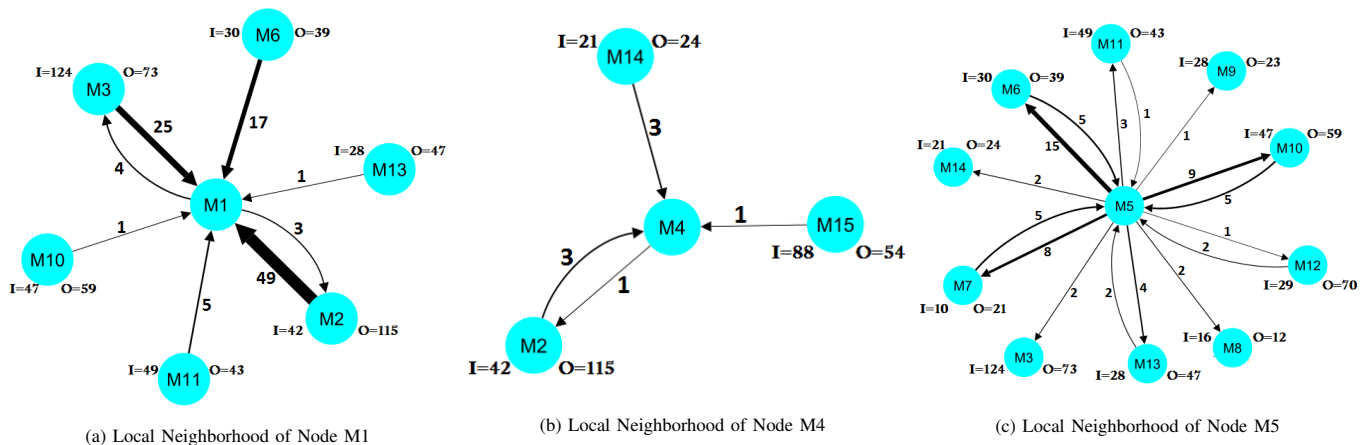 I=30 M6 O=39
I=124 O=73
M3
25
17
4
I=28 O=47
M13
1
M1
1
3
M10
I=47 O=59
49
5
M2
I=42 O=115
I=49 M11 O=43
(a) Local Neighborhood of Node M1
I=21 O=24
M14
3
M4
1
M15
I=88 O=54
3
1
M2
I=42 O=115
(b) Local Neighborhood of Node M4
I=49 O=43
M11
I=28 O=23
M9
I=30 O=39
M6
5
1
3
1
15
I=47 O=59
M10
I=21 O=24
M14
9
2
5
M5
5
1
2
8
M12
I=29 O=70
M7
I=10 O=21
2
2
4
2
I=16 O=12
M8
M3
I=124 O=73
M13
I=28 O=47
(c) Local Neighborhood of Node M5